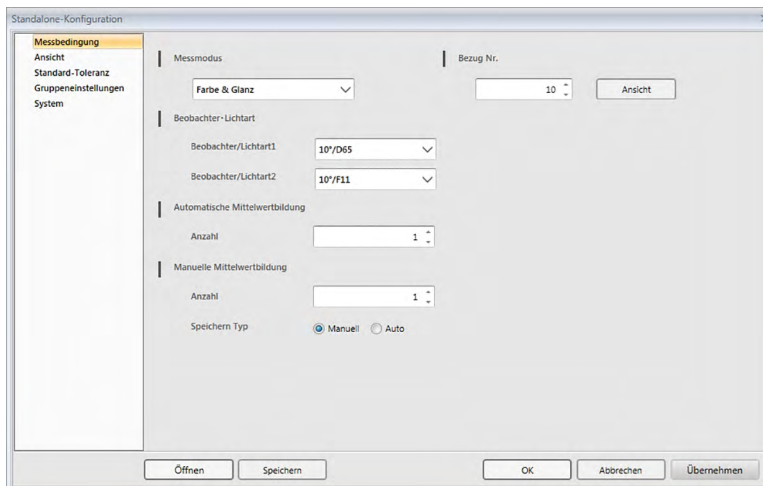 Standalone-Konfiguration
Messbedingung
Ansicht
Standard-Toleranz
Gruppeneinstellungen
System
Messmodus
Farbe & Glanz
Bezug Nr.
10
Ansicht
Beobachter・Lichtart
Beobachter/Lichtart1
10°/D65
Beobachter/Lichtart2
10°/F11
Automatische Mittelwertbildung
Anzahl
1
Manuelle Mittelwertbildung
Anzahl
1
Speichern Typ
Manuell
Auto
Öffnen
Speichern
OK
Abbrechen
Übernehmen